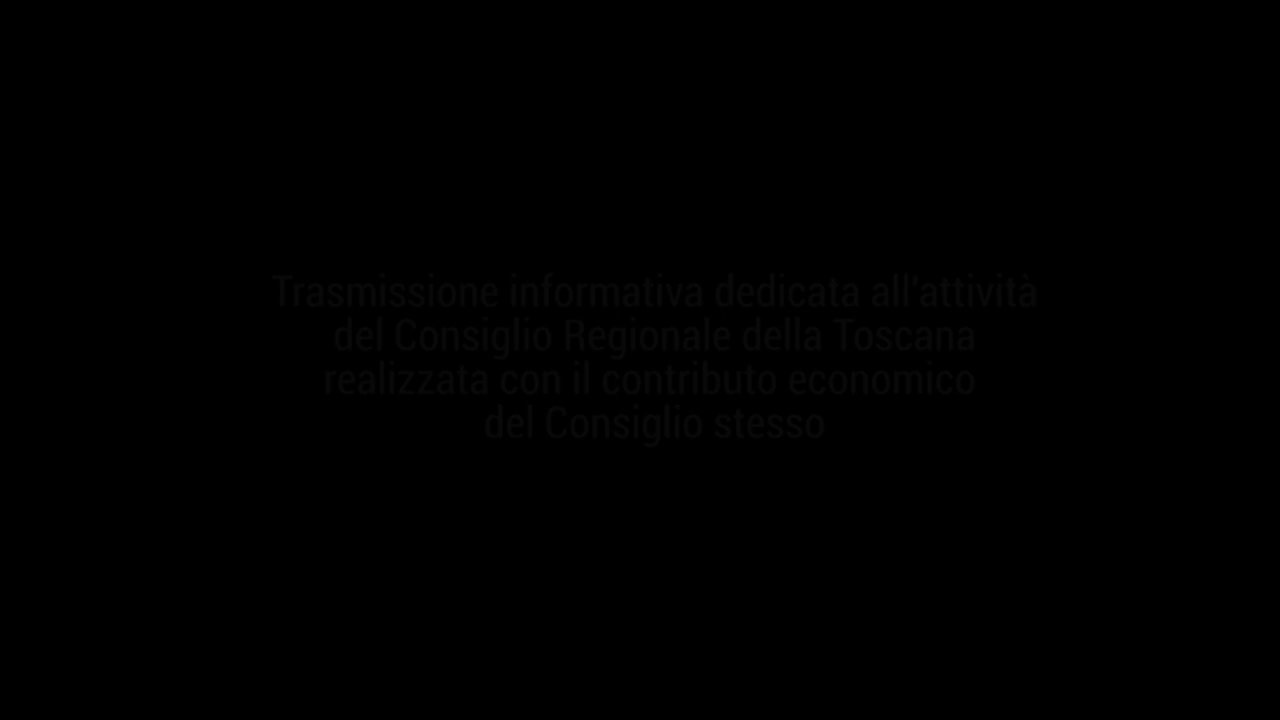 Trasmissione informativa dedicata all'attività
del Consiglio Regionale della Toscana
realizzata con il contributo economico
del Consiglio stesso